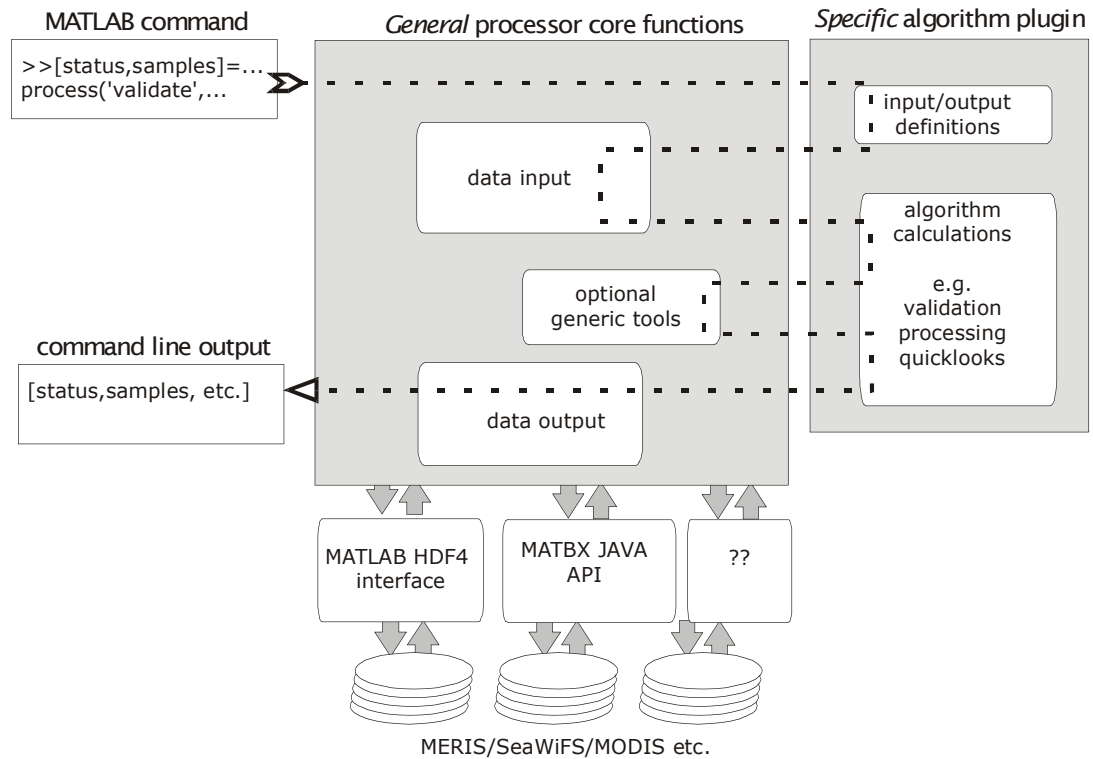 MATLAB command
General processor core functions
Specific algorithm plugin
>>[status,samples]=...
process('validate',...
input/output
definitions
data input
algorithm
calculations
e.g.
validation
processing
quicklooks
optional
generic tools
command line output
[status,samples, etc.]
data output
MATLAB HDF4
interface
MATBX JAVA
API
??
MERIS/SeaWiFS/MODIS etc.